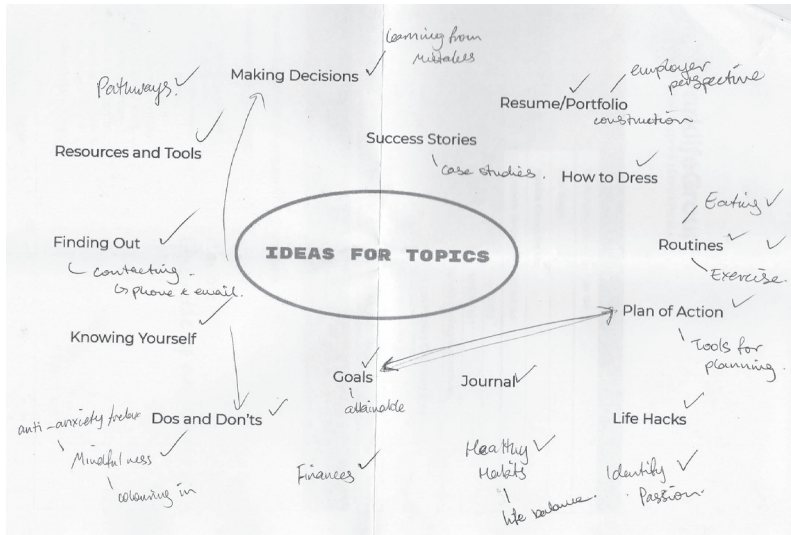 learning from
mistakes
Making Decisions
Pathways.
employer
perspective
Resume/Portfolio
construction
Success Stories
case studies.
Resources and Tools
How to Dress
Eating
Finding Out
contacting
phone & email.
IDEAS FOR TOPICS
Routines
Exercise.
Knowing Yourself
Plan of Action
Tools for
planning.
Goals
attainable
Journal
Dos and Don'ts
anti-anxiety
Mindfulness
colouring in
Life Hacks
Finances
Healthy
Habits
life balance.
Identify
Passion.